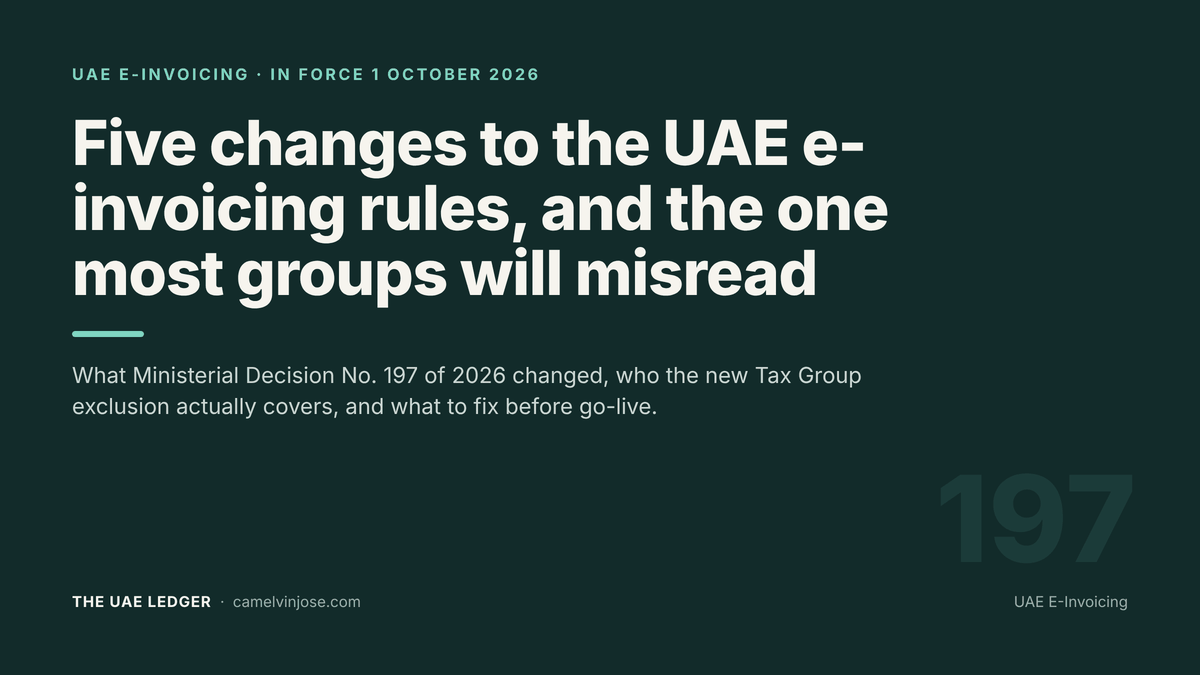 UAE E-INVOICING · IN FORCE 1 OCTOBER 2026
Five changes to the UAE e-
invoicing rules, and the one
most groups will misread
What Ministerial Decision No. 197 of 2026 changed, who the new Tax Group
exclusion actually covers, and what to fix before go-live.
197
THE UAE LEDGER · camelvinjose.com
UAE E-Invoicing